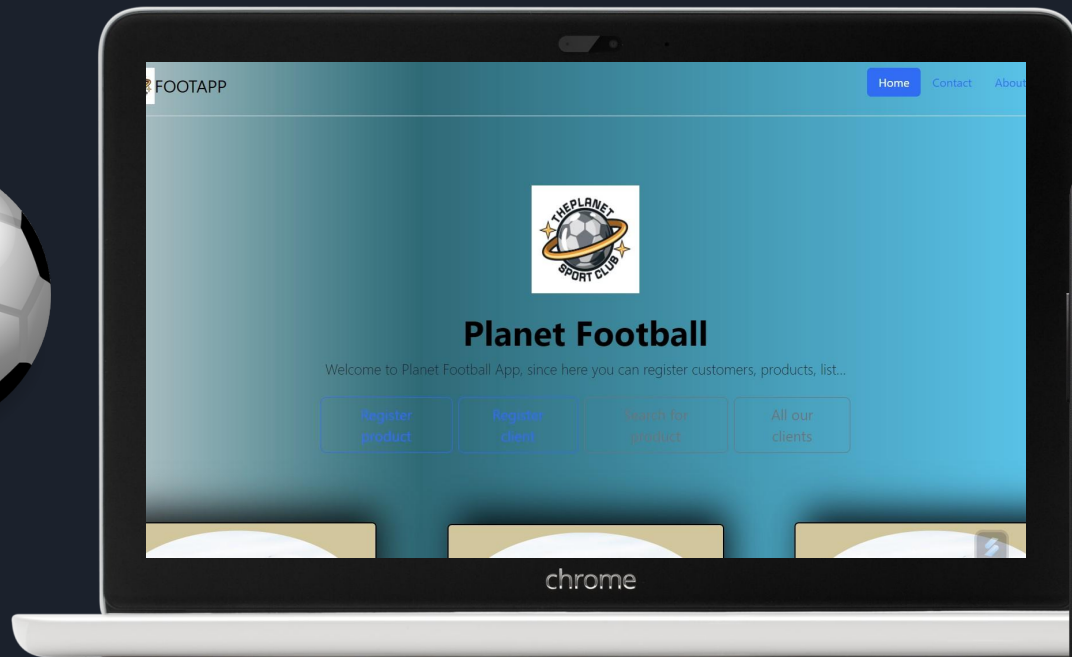 FOOTAPP
Home Contact About
THEPLANET
SPORT CLUB
Planet Football
Welcome to Planet Football App, since here you can register customers, products, list...
Register
product
Register
client
Search for
product
All our
clients
chrome